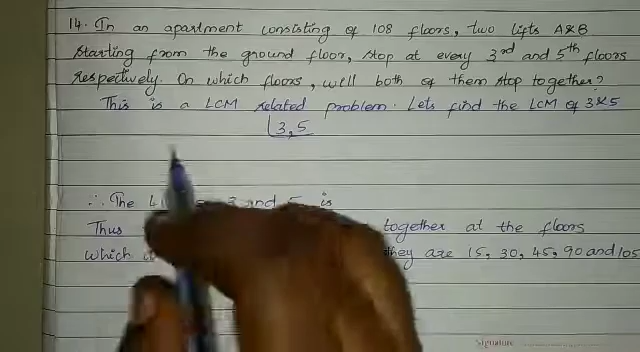 14. In an apartment consisting of 108 floors, two lifts A & B
starting from the ground floor, stop at every 3rd and 5th floors
respectively. On which floors, will both of them stop together?
This is a LCM related problem. Lets find the LCM of 3 & 5
3, 5
∴ The 3 and 5 is
Thus together at the floors
which they are 15, 30, 45, 90 and 105
Signature